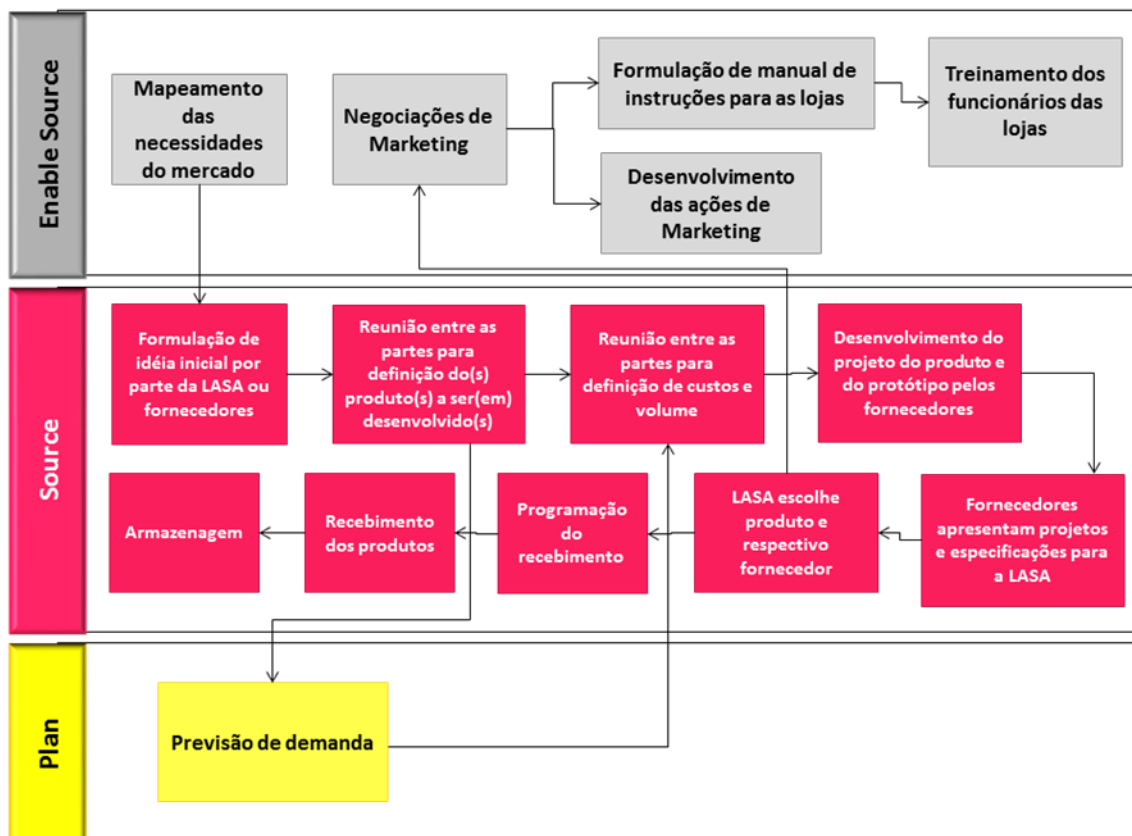 Enable Source
Mapeamento
das
necessidades
do mercado
Negociações de
Marketing
Formulação de manual de
instruções para as lojas
Treinamento dos
funcionários das
lojas
Desenvolvimento
das ações de
Marketing
Source
Formulação de
idéia inicial por
parte da LASA ou
fornecedores
Reunião entre as
partes para
definição do(s)
produto(s) a ser(em)
desenvolvido(s)
Reunião entre as
partes para
definição de custos e
volume
Desenvolvimento do
projeto do produto e
do protótipo pelos
fornecedores
Armazenagem
Recebimento
dos produtos
Programação
do
recebimento
LASA escolhe
produto e
respectivo
fornecedor
Fornecedores
apresentam projetos
e especificações para
a LASA
Plan
Previsão de demanda